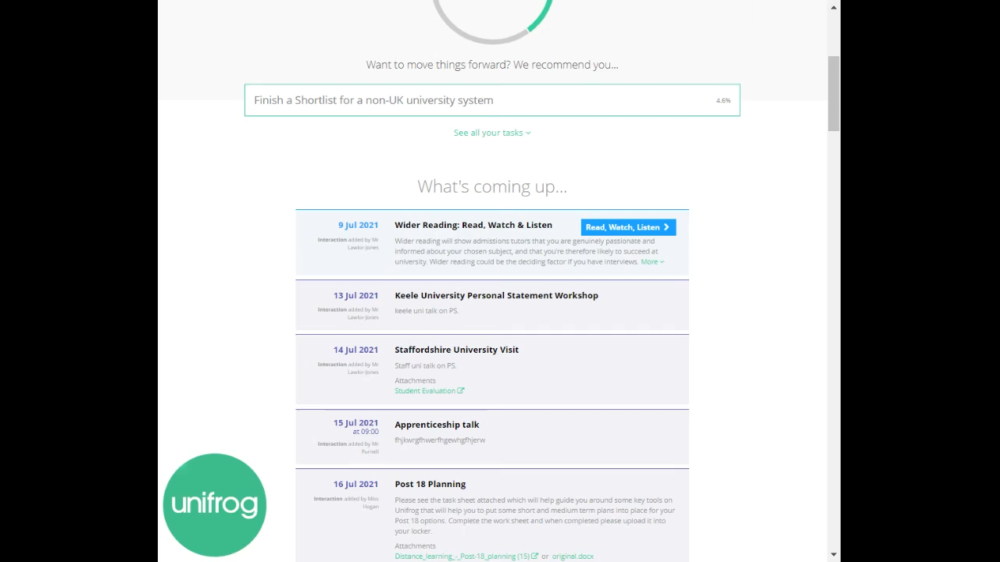 Want to move things forward? We recommend you...
Finish a Shortlist for a non-UK university system 4.6%
See all your tasks
What's coming up...
9 Jul 2021
Interaction added by Mr
Lawlor-Jones
Wider Reading: Read, Watch & Listen
Read, Watch, Listen
Wider reading will show admissions tutors that you are genuinely passionate and
informed about your chosen subject, and that you're therefore likely to succeed at
university. Wider reading could be the deciding factor if you have interviews. More
13 Jul 2021
Interaction added by Mr
Lawlor-Jones
Keele University Personal Statement Workshop
keele uni talk on PS.
14 Jul 2021
Interaction added by Mr
Lawlor-Jones
Staffordshire University Visit
Staff uni talk on PS.
Attachments
Student Evaluation
15 Jul 2021
at 09:00
Interaction added by Mr
Purnell
Apprenticeship talk
fhjkwrgfhwerfhgewhgfhjerw
16 Jul 2021
Interaction added by Miss
Hogan
Post 18 Planning
Please see the task sheet attached which will help guide you around some key tools on
Unifrog that will help you to put some short and medium term plans into place for your
Post 18 options. Complete the work sheet and when completed please upload it into
your locker.
Attachments
Distance_learning_-_Post-18_planning (15) or original.docx
unifrog